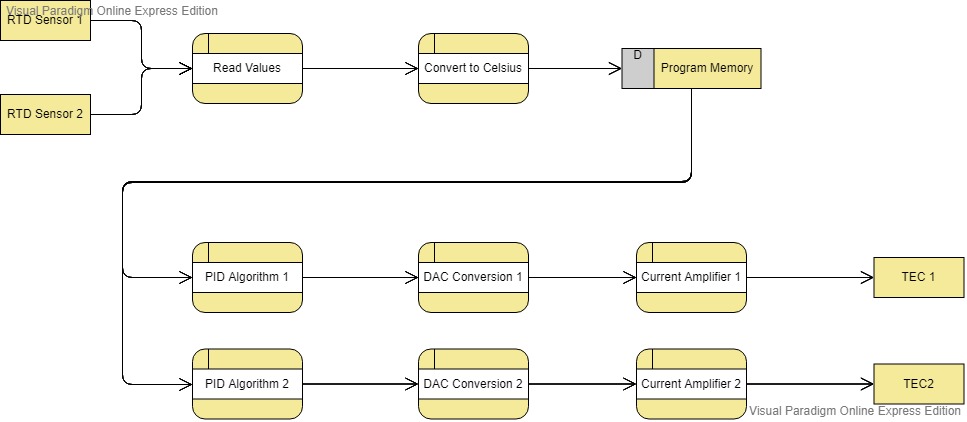 Visual Paradigm Online Express Edition
RTD Sensor 1
Read Values
Convert to Celsius
D
Program Memory
RTD Sensor 2
PID Algorithm 1
DAC Conversion 1
Current Amplifier 1
TEC 1
PID Algorithm 2
DAC Conversion 2
Current Amplifier 2
TEC2
Visual Paradigm Online Express Edition